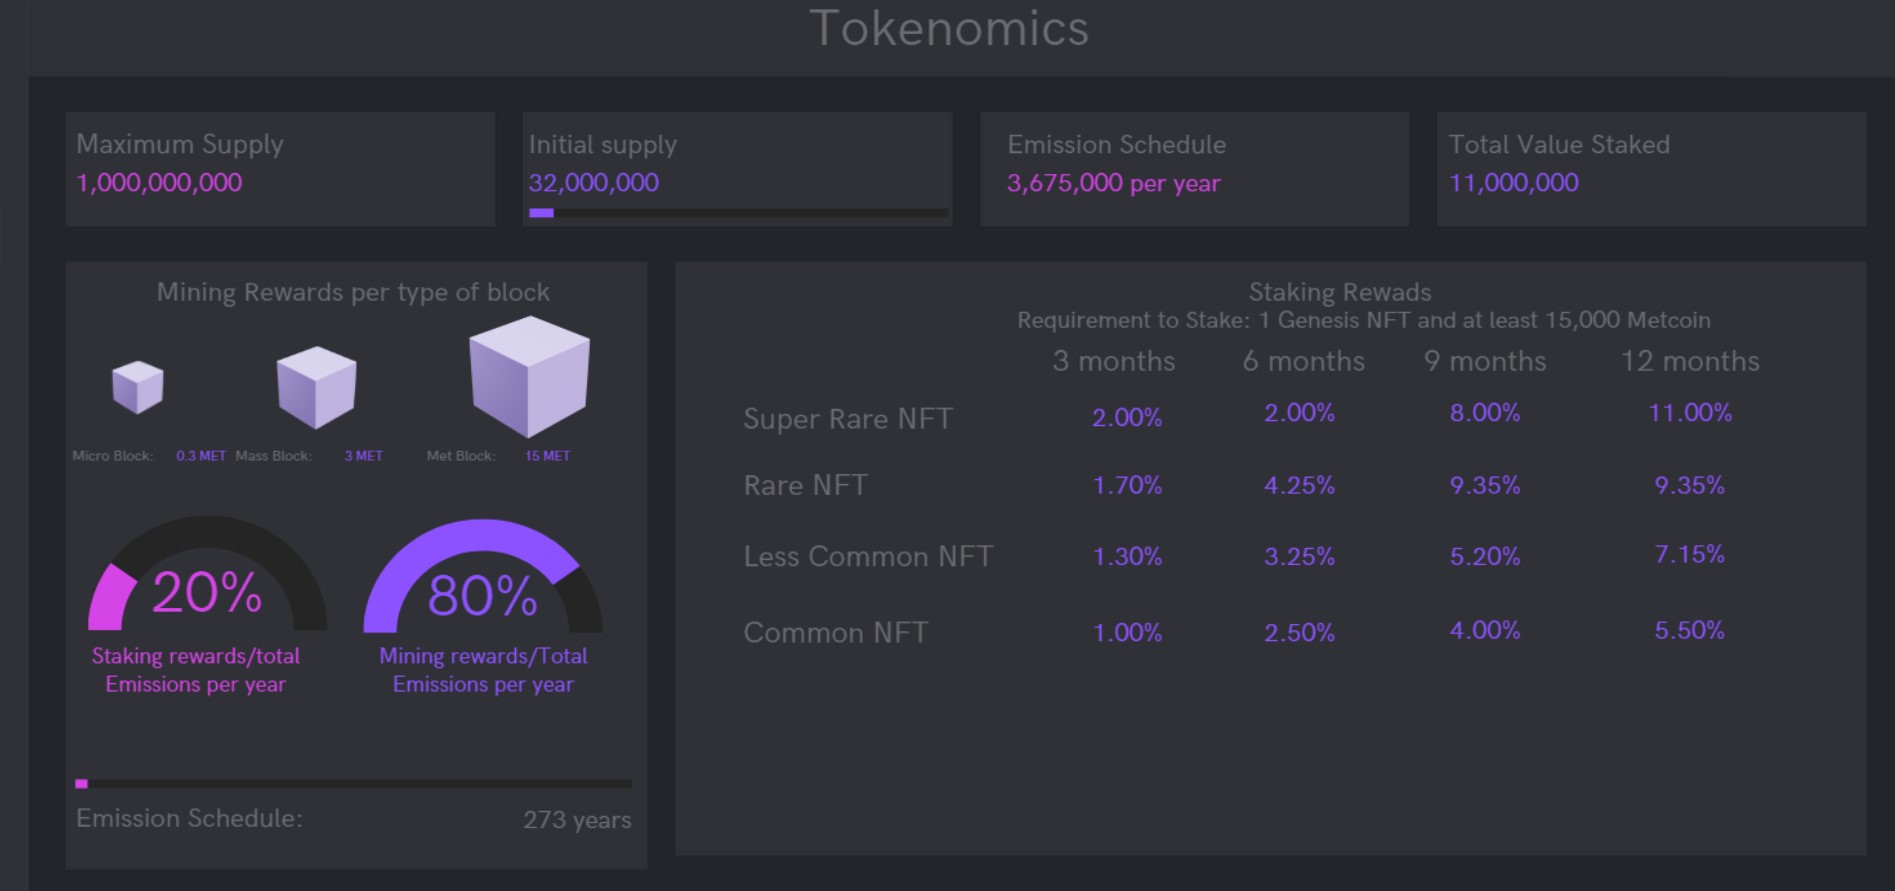 Tokenomics
Maximum Supply
1,000,000,000
Initial supply
32,000,000
Emission Schedule
3,675,000 per year
Total Value Staked
11,000,000
Mining Rewards per type of block
Micro Block: 0.3 MET Mass Block: 3 MET Met Block: 15 MET
20%
Staking rewards/total
Emissions per year
80%
Mining rewards/Total
Emissions per year
Emission Schedule: 273 years
Staking Rewads
Requirement to Stake: 1 Genesis NFT and at least 15,000 Metcoin
3 months 6 months 9 months 12 months
Super Rare NFT 2.00% 2.00% 8.00% 11.00%
Rare NFT 1.70% 4.25% 9.35% 9.35%
Less Common NFT 1.30% 3.25% 5.20% 7.15%
Common NFT 1.00% 2.50% 4.00% 5.50%